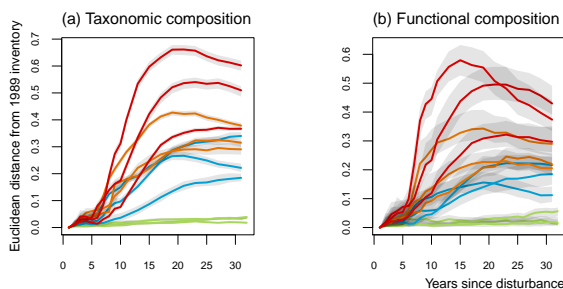 (a) Taxonomic composition
(b) Functional composition
Euclidean distance from 1989 inventory
0.7
0.6
0.5
0.4
0.3
0.2
0.1
0.0
0 5 10 15 20 25 30
0.6
0.5
0.4
0.3
0.2
0.1
0.0
0 5 10 15 20 25 30
Years since disturbance